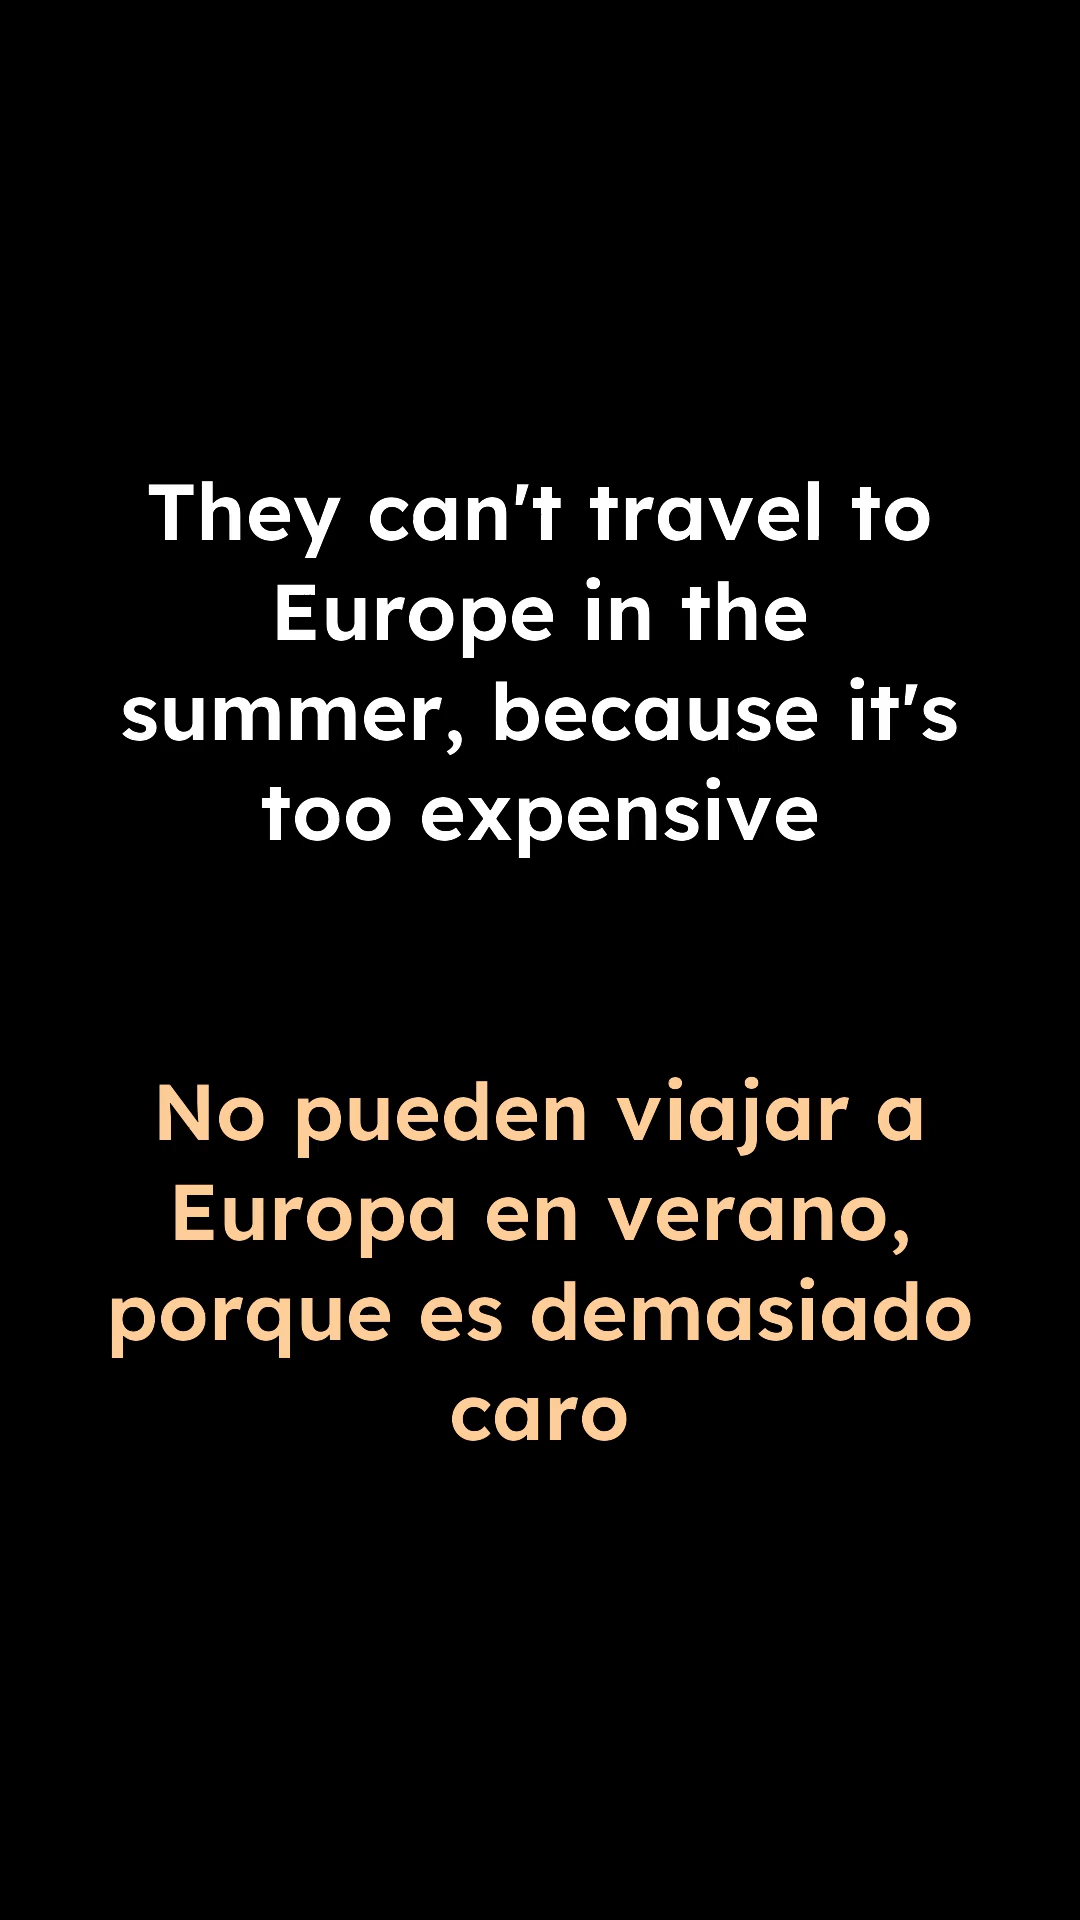 They can't travel to
Europe in the
summer, because it's
too expensive
No pueden viajar a
Europa en verano,
porque es demasiado
caro